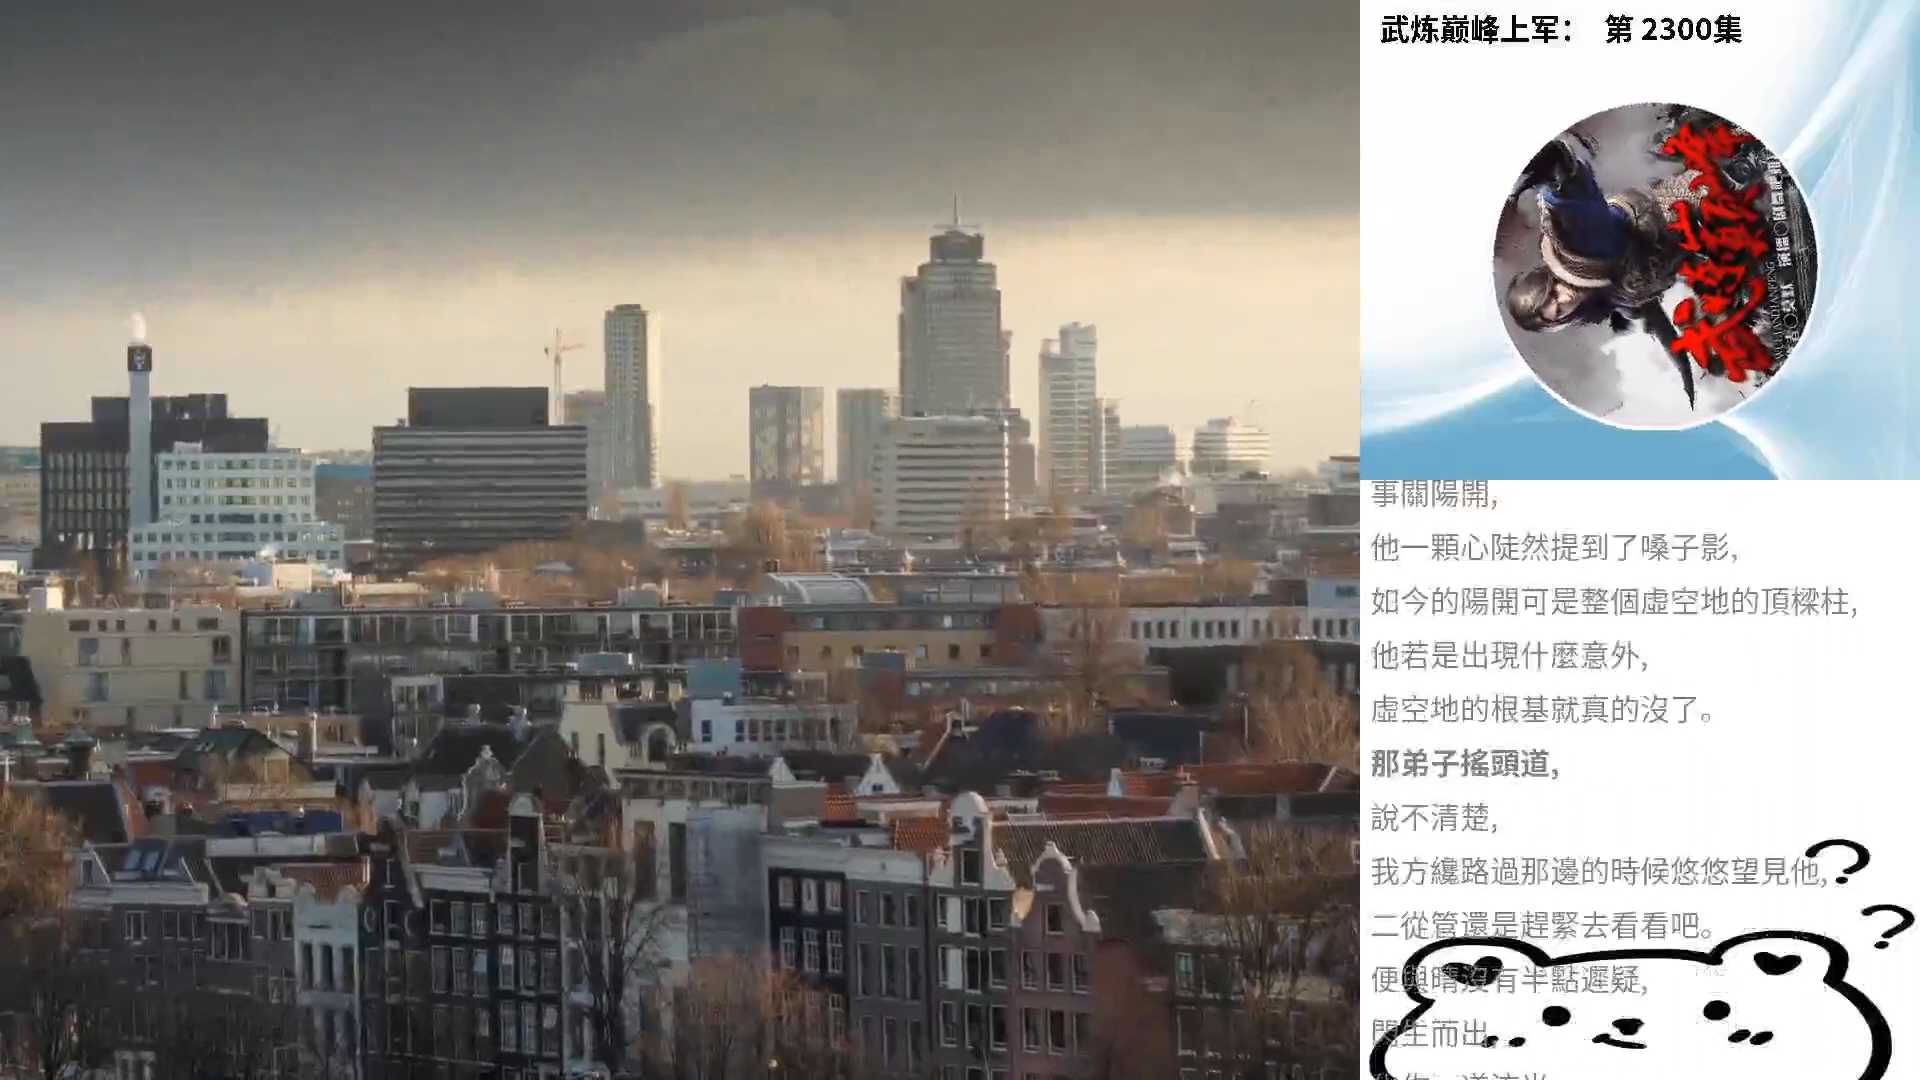 武炼巅峰上军： 第 2300集
事關陽開,
他一顆心陡然提到了嗓子影,
如今的陽開可是整個虛空地的頂樑柱,
他若是出現什麼意外,
虛空地的根基就真的沒了。
那弟子搖頭道,
說不清楚,
我方纔路過那邊的時候悠悠望見他,
二從管還是趕緊去看看吧。
便與晴沒有半點遲疑,
閃生而出,